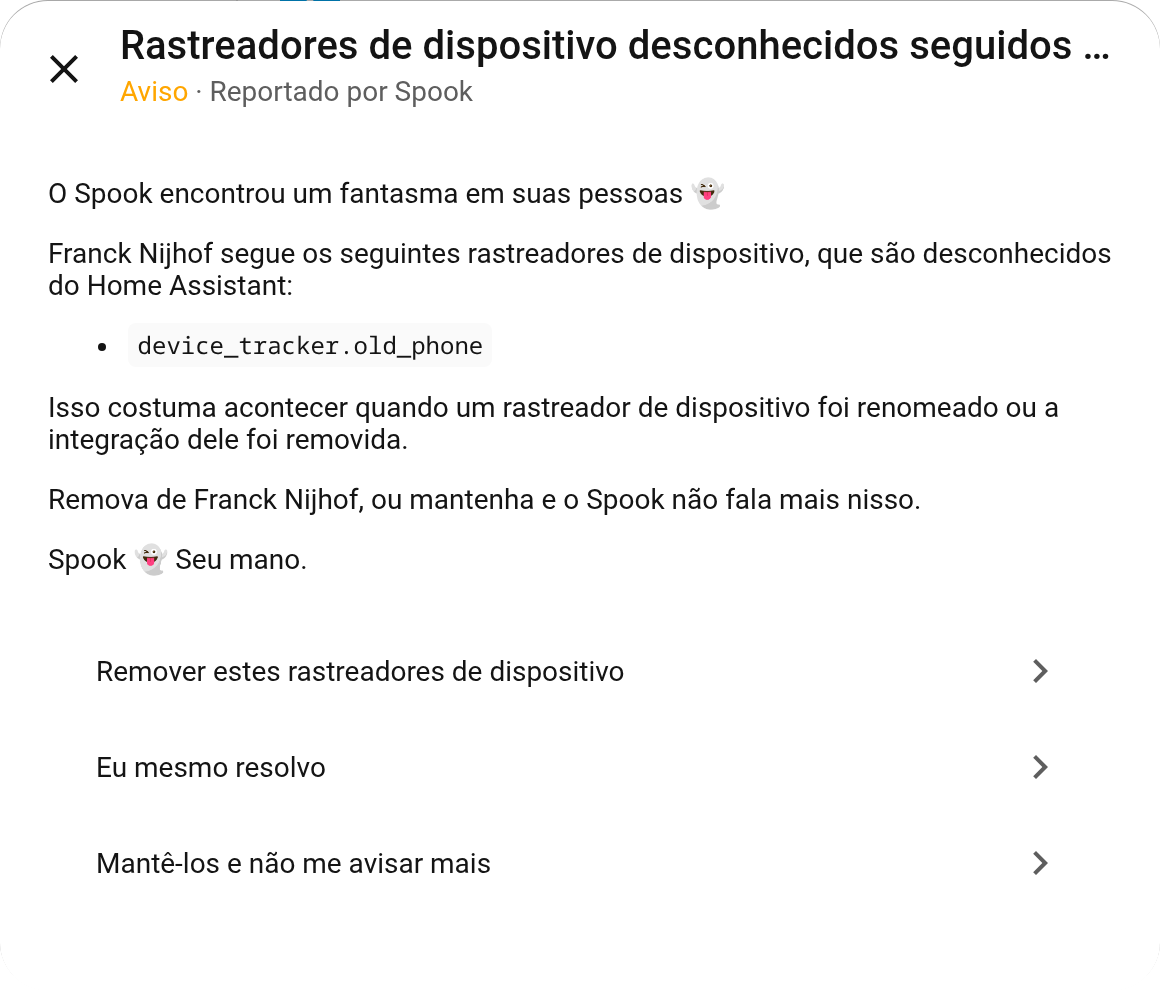 Rastreadores de dispositivo desconhecidos seguidos ...
Aviso · Reportado por Spook
O Spook encontrou um fantasma em suas pessoas 👻
Franck Nijhof segue os seguintes rastreadores de dispositivo, que são desconhecidos
do Home Assistant:
• device_tracker.old_phone
Isso costuma acontecer quando um rastreador de dispositivo foi renomeado ou a
integração dele foi removida.
Remova de Franck Nijhof, ou mantenha e o Spook não fala mais nisso.
Spook 👻 Seu mano.
Remover estes rastreadores de dispositivo
Eu mesmo resolvo
Mantê-los e não me avisar mais